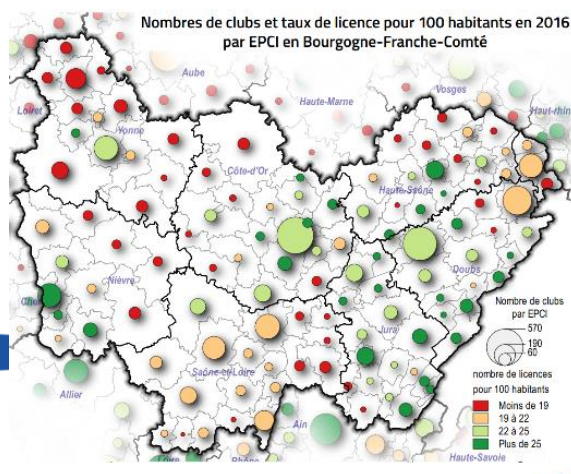 Nombres de clubs et taux de licence pour 100 habitants en 2016
par EPCI en Bourgogne-Franche-Comté
Aube
Vosges
Haute-Marne
Haut-rhin
Loiret
Yonne
Côte-d'Or
Haute-Saône
Doubs
Nièvre
Cher
Jura
Saône-et-Loire
Allier
Ain
Loire
Rhône
Haute-Savoie
Nombre de clubs
par EPCI
570
190
60
nombre de licences
pour 100 habitants
Moins de 19
19 à 22
22 à 25
Plus de 25